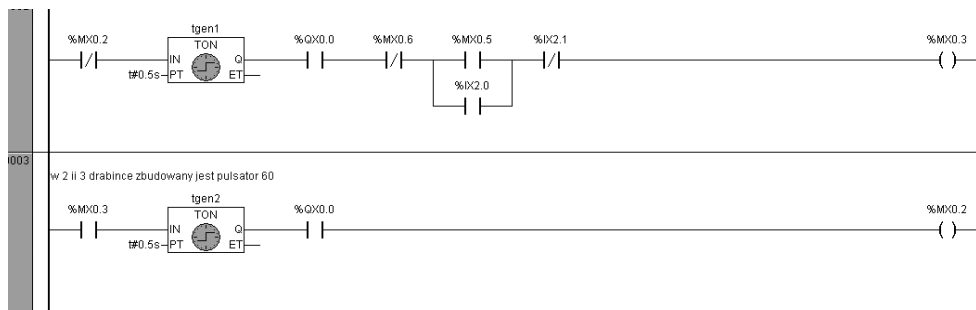 %MX0.2
tgen1
TON
IN
Q
t#0.5s
PT
ET
%QX0.0
%MX0.6
%MX0.5
%IX2.0
%IX2.1
%MX0.3
0003
w 2 ii 3 drabince zbudowany jest pulsator 60
%MX0.3
tgen2
TON
IN
Q
t#0.5s
PT
ET
%QX0.0
%MX0.2